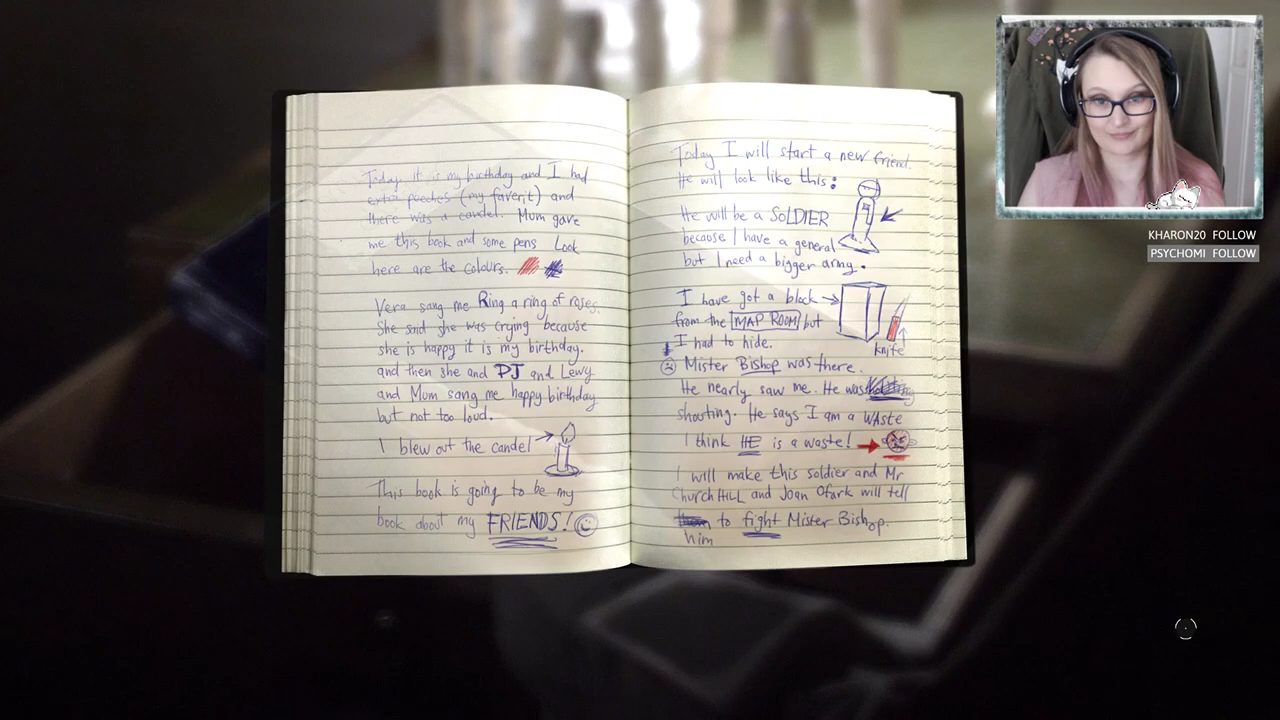 Today it is my birthday and I had
extra peeches (my faverit) and
there was a candel. Mum gave
me this book and some pens Look
here are the colours.
Vera sang me Ring a ring of roses.
She said she was crying because
she is happy it is my birthday.
and then she and PJ and Lewy
and Mum sang me happy birthday
but not too loud.
I blew out the candel
This book is going to be my
book about my FRIENDS!
Today I will start a new friend.
He will look like this:
He will be a SOLDIER
because I have a general
but I need a bigger army.
I have got a block
from the MAP ROOM but
I had to hide.
knife
Mister Bishop was there.
He nearly saw me. He was
shouting. He says I am a WAste
I think HE is a waste!
I will make this soldier and Mr
ChurcHILL and Joan Ofark will tell
to fight Mister Bishop.
him
KHARON20 FOLLOW
PSYCHOMI FOLLOW